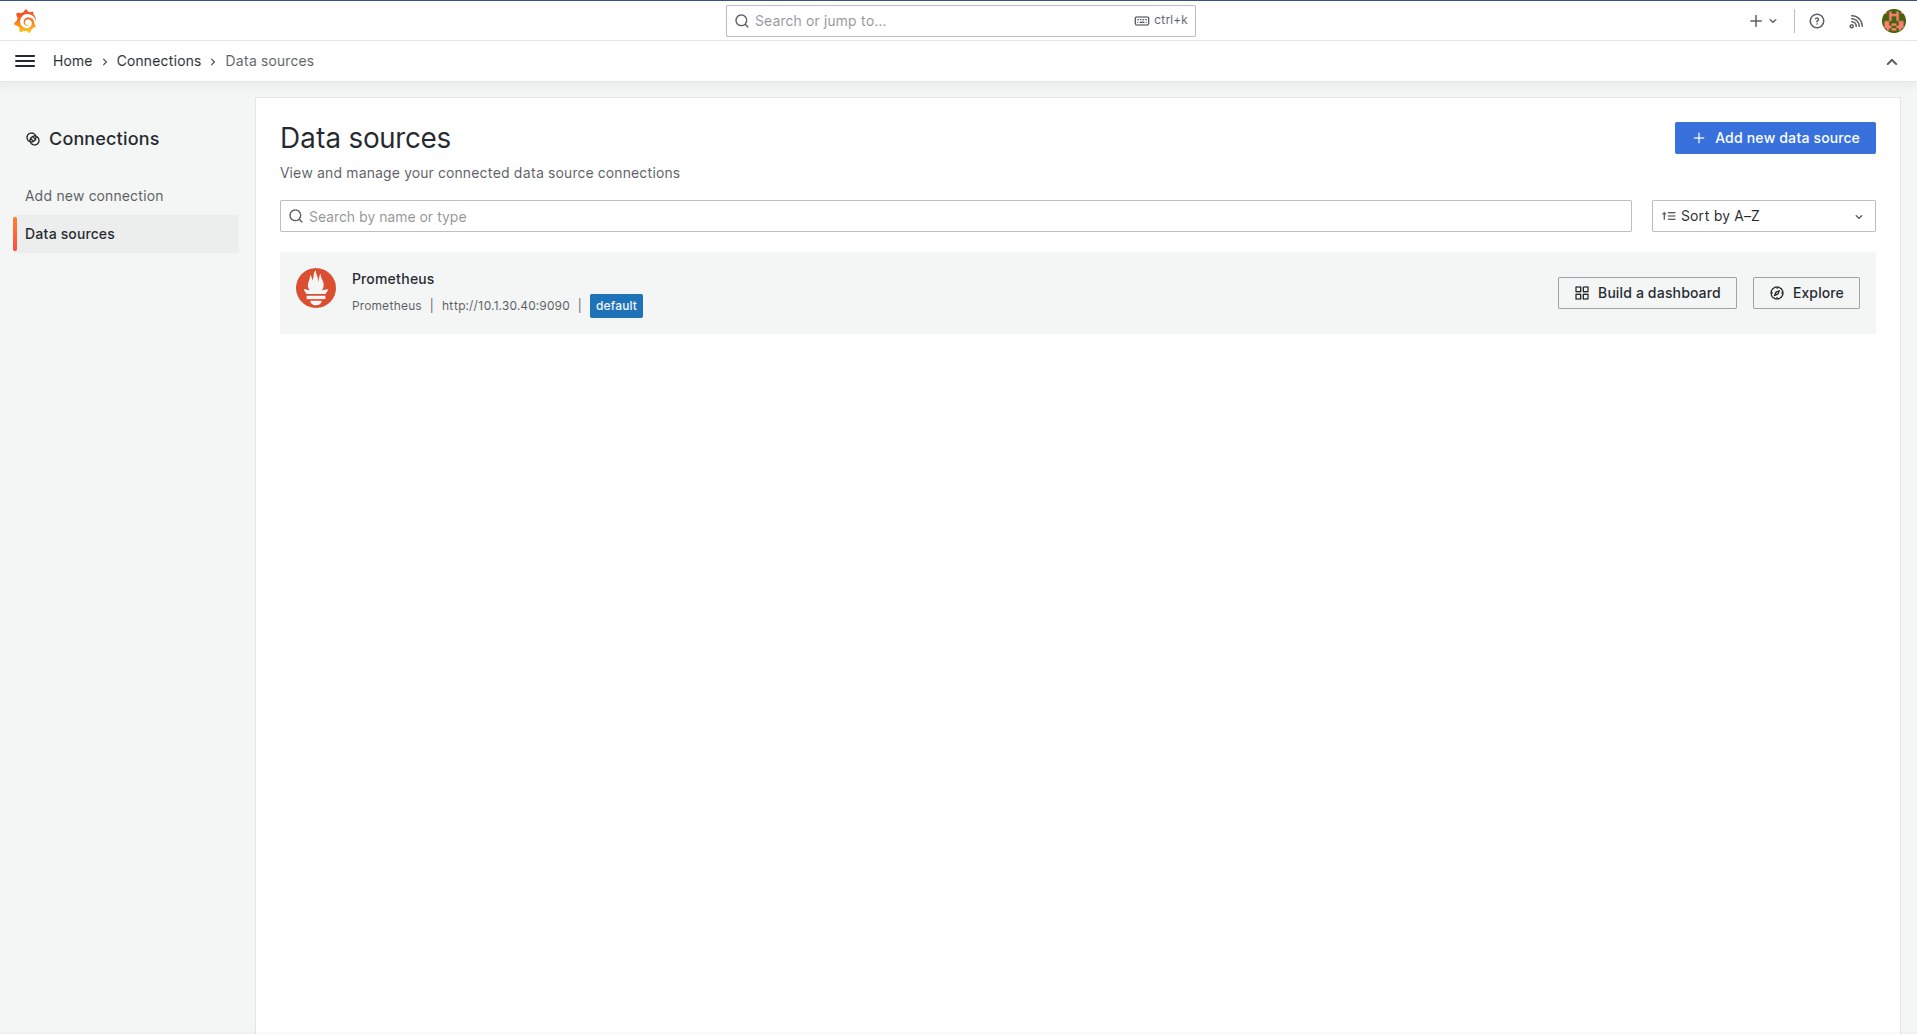 Search or jump to...
ctrl+k
Home › Connections › Data sources
Connections
Add new connection
Data sources
Data sources
Add new data source
View and manage your connected data source connections
Search by name or type
Sort by A–Z
Prometheus
Prometheus | http://10.1.30.40:9090 | default
Build a dashboard
Explore